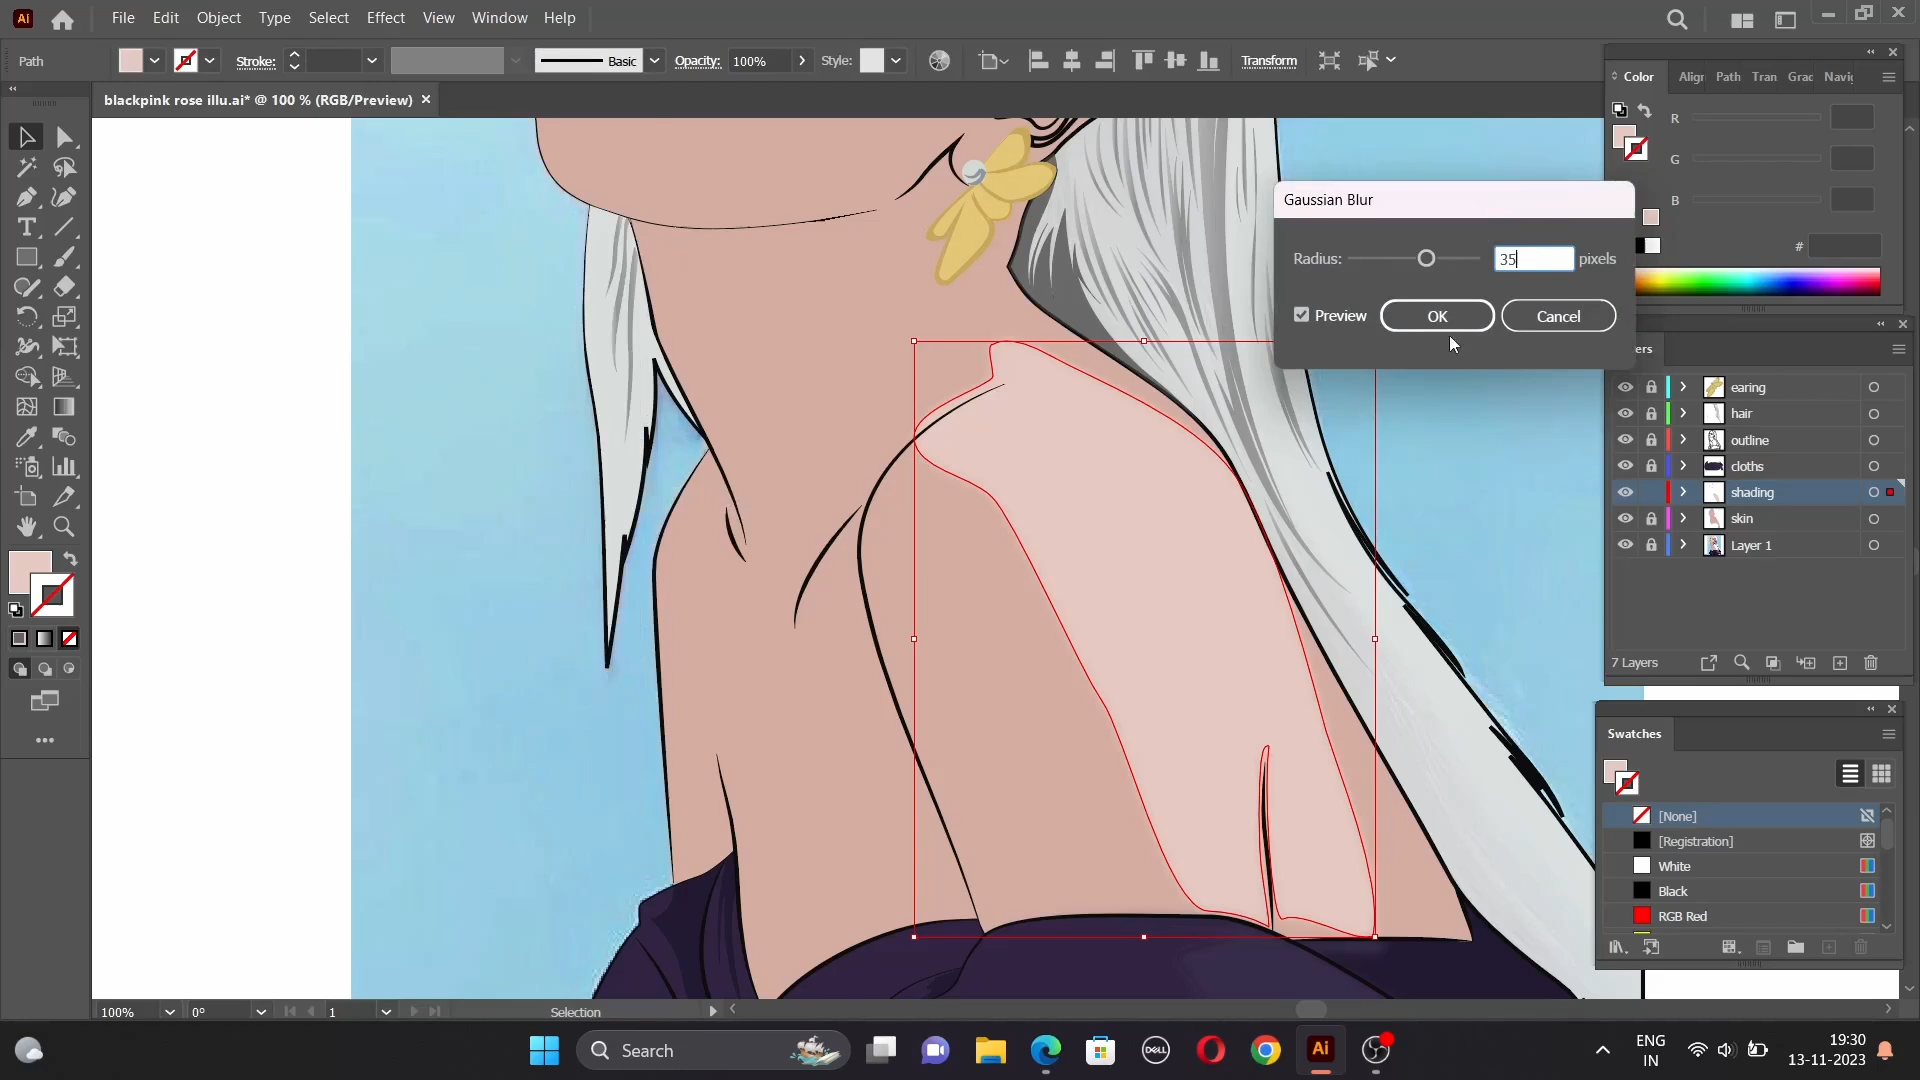 Ai File Edit Object Type Select Effect View Window Help
Path Stroke: Basic Opacity: 100% Style: Transform
blackpink rose illu.ai* @ 100 % (RGB/Preview) ×
Color Align Path Tran Grad Navig
R
G
B
#
Gaussian Blur
Radius: 35 pixels
Preview OK Cancel
earing
hair
outline
cloths
shading
skin
Layer 1
7 Layers
Swatches
[None]
[Registration]
White
Black
RGB Red
100% 0° 1 Selection
Search
DELL
Ai
ENG
IN
19:30
13-11-2023